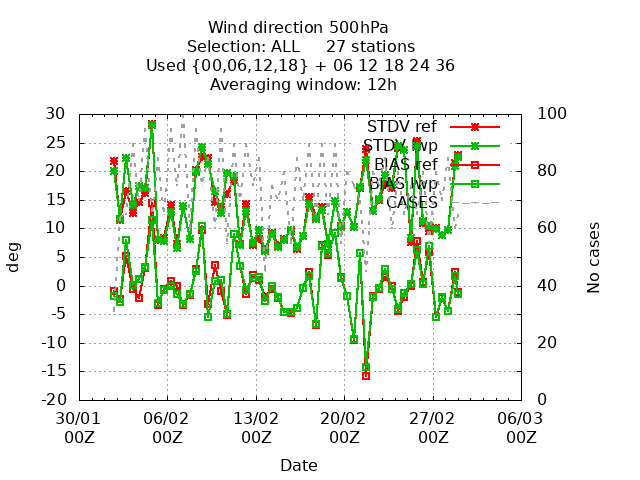 Wind direction 500hPa
Selection: ALL 27 stations
Used {00,06,12,18} + 06 12 18 24 36
Averaging window: 12h
30 100
25 80
20
15 60
10
5
0 40
-5
-10 20
-15
-20 0
deg
No cases
STDV ref
STDV lwp
BIAS ref
BIAS lwp
CASES
30/01 06/02 13/02 20/02 27/02 06/03
00Z 00Z 00Z 00Z 00Z 00Z
Date